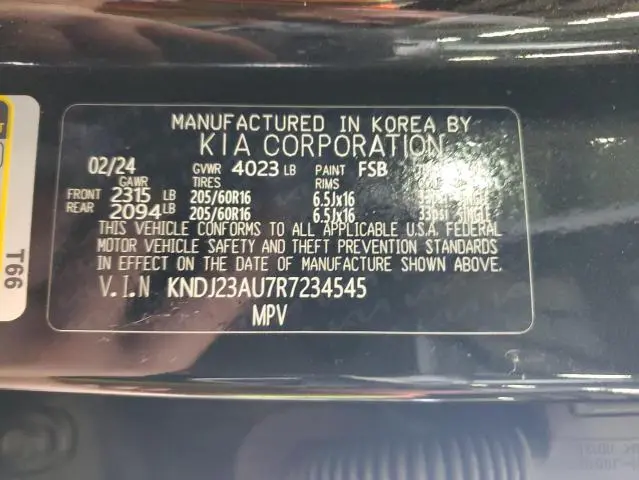 MANUFACTURED IN KOREA BY
KIA CORPORATION
02/24 GVWR 4023 LB PAINT FSB
GAWR TIRES RIMS
FRONT 2315 LB 205/60R16 6.5Jx16
REAR 2094 LB 205/60R16 6.5Jx16 33psi SINGLE
THIS VEHICLE CONFORMS TO ALL APPLICABLE U.S.A. FEDERAL
MOTOR VEHICLE SAFETY AND THEFT PREVENTION STANDARDS
IN EFFECT ON THE DATE OF MANUFACTURE SHOWN ABOVE.
V.I.N KNDJ23AU7R7234545
MPV
T66